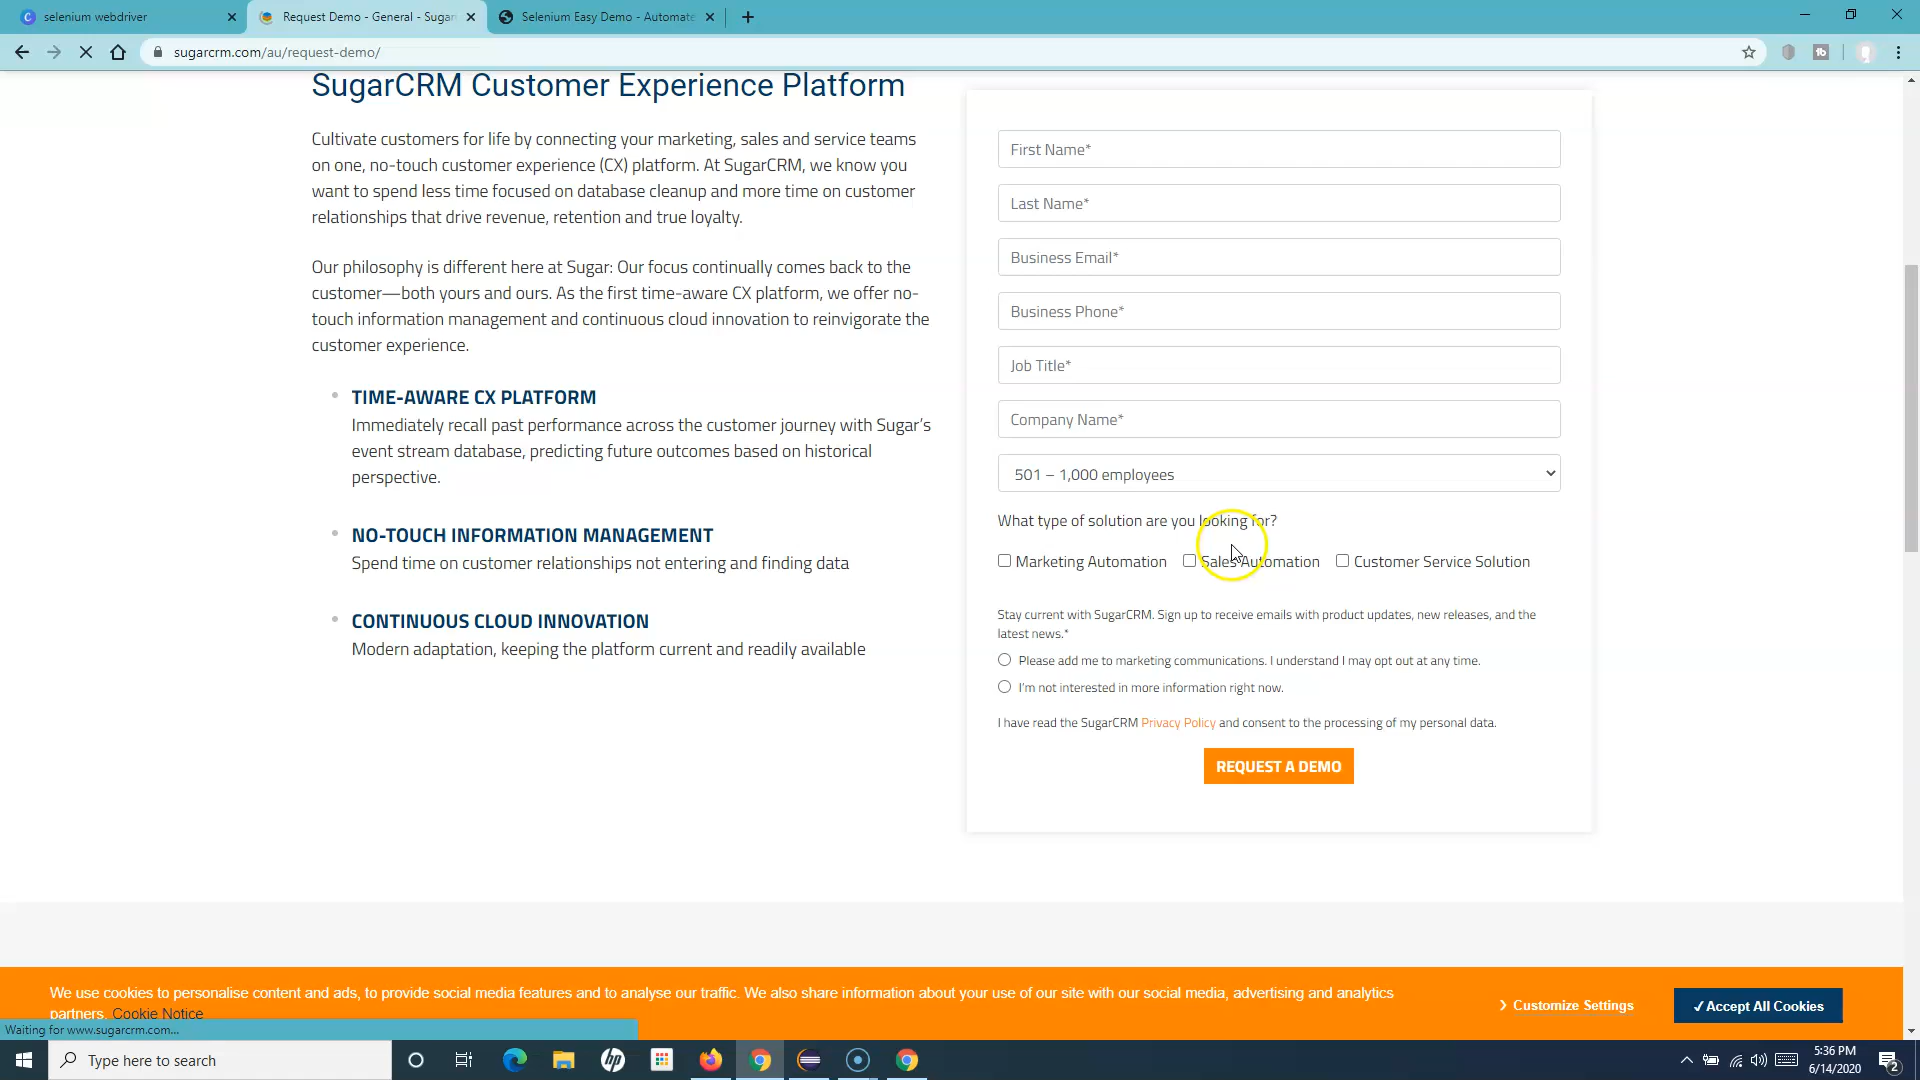 selenium webdriver
Request Demo - General - Sugar
Selenium Easy Demo - Automate
sugarcrm.com/au/request-demo/
SugarCRM Customer Experience Platform
Cultivate customers for life by connecting your marketing, sales and service teams
on one, no-touch customer experience (CX) platform. At SugarCRM, we know you
want to spend less time focused on database cleanup and more time on customer
relationships that drive revenue, retention and true loyalty.
Our philosophy is different here at Sugar: Our focus continually comes back to the
customer—both yours and ours. As the first time-aware CX platform, we offer no-
touch information management and continuous cloud innovation to reinvigorate the
customer experience.
TIME-AWARE CX PLATFORM
Immediately recall past performance across the customer journey with Sugar’s
event stream database, predicting future outcomes based on historical
perspective.
NO-TOUCH INFORMATION MANAGEMENT
Spend time on customer relationships not entering and finding data
CONTINUOUS CLOUD INNOVATION
Modern adaptation, keeping the platform current and readily available
First Name*
Last Name*
Business Email*
Business Phone*
Job Title*
Company Name*
501 – 1,000 employees
What type of solution are you looking for?
Marketing Automation Sales Automation Customer Service Solution
Stay current with SugarCRM. Sign up to receive emails with product updates, new releases, and the
latest news.*
Please add me to marketing communications. I understand I may opt out at any time.
I'm not interested in more information right now.
I have read the SugarCRM Privacy Policy and consent to the processing of my personal data.
REQUEST A DEMO
We use cookies to personalise content and ads, to provide social media features and to analyse our traffic. We also share information about your use of our site with our social media, advertising and analytics
partners. Cookie Notice
Customize Settings
✓Accept All Cookies
Waiting for www.sugarcrm.com...
Type here to search
hp
5:36 PM
6/14/2020
2